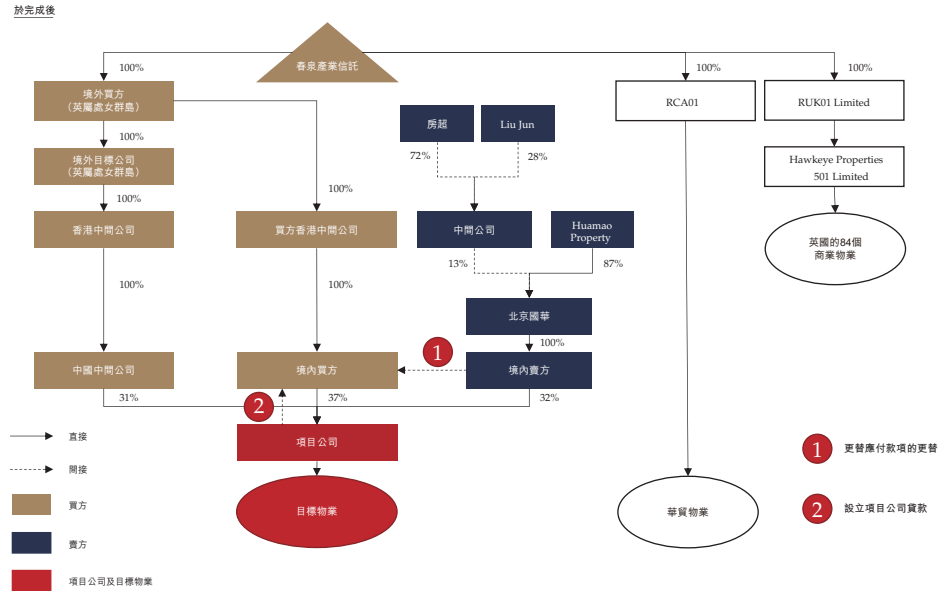 於完成後
春泉產業信託
100%
100%
100%
境外買方
(英屬處女群島)
RCA01
RUK01 Limited
房超
Liu Jun
100%
72%
28%
境外目標公司
(英屬處女群島)
Hawkeye Properties
501 Limited
100%
100%
香港中間公司
買方香港中間公司
中間公司
Huamao
Property
英國的84個
商業物業
13%
87%
100%
100%
北京國華
100%
1
中國中間公司
境內買方
境內賣方
31%
2
37%
32%
項目公司
直接
間接
買方
賣方
項目公司及目標物業
目標物業
華貿物業
1
更替應付款項的更替
2
設立項目公司貸款